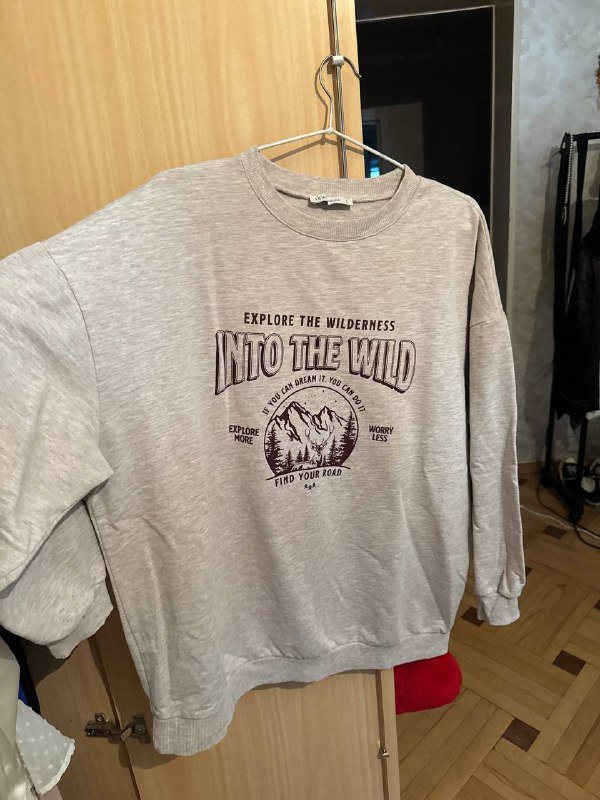 EXPLORE THE WILDERNESS
INTO THE WILD
IF YOU CAN DREAM IT, YOU CAN DO IT
EXPLORE
MORE
WORRY
LESS
FIND YOUR ROAD